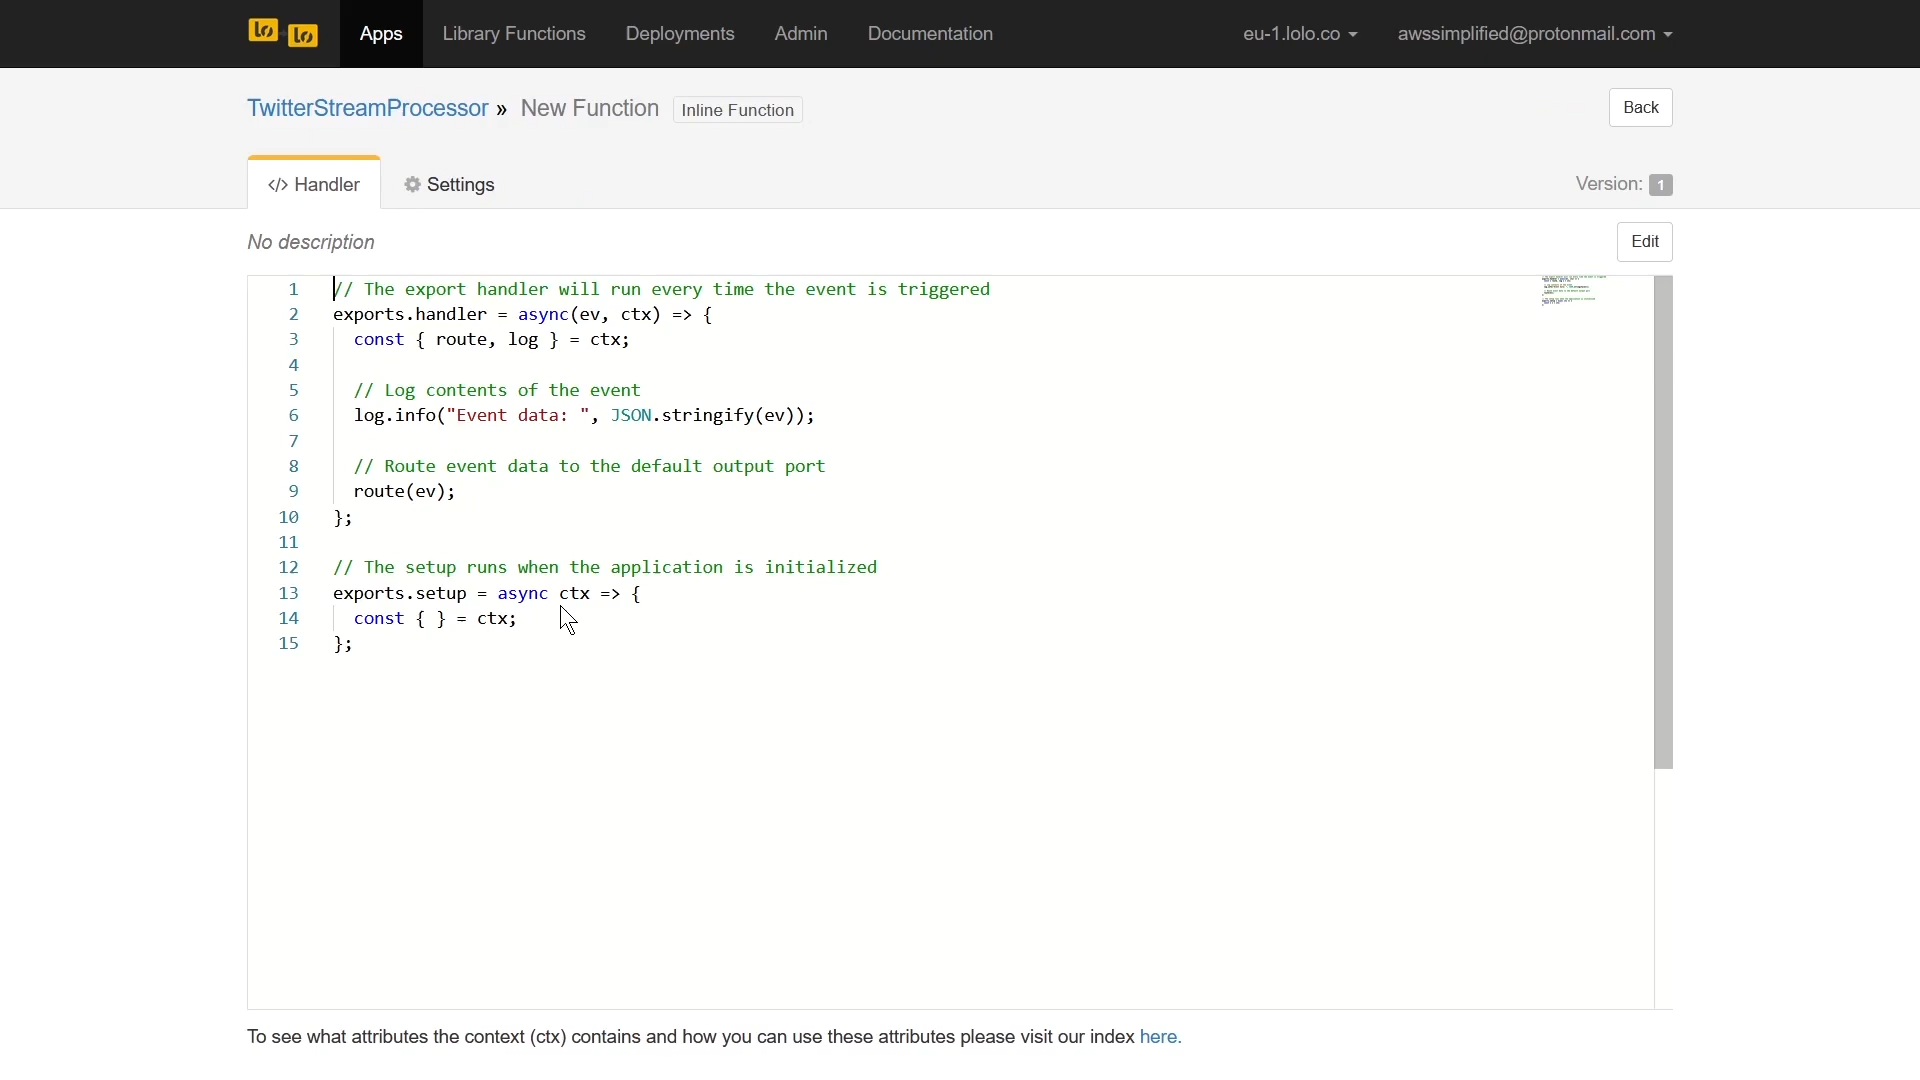 lo lo Apps Library Functions Deployments Admin Documentation eu-1.lolo.co awssimplified@protonmail.com
TwitterStreamProcessor » New Function Inline Function Back
</> Handler Settings Version: 1
No description Edit
1 // The export handler will run every time the event is triggered
2 exports.handler = async(ev, ctx) => {
3 const { route, log } = ctx;
4
5 // Log contents of the event
6 log.info("Event data: ", JSON.stringify(ev));
7
8 // Route event data to the default output port
9 route(ev);
10 };
11
12 // The setup runs when the application is initialized
13 exports.setup = async ctx => {
14 const { } = ctx;
15 };
To see what attributes the context (ctx) contains and how you can use these attributes please visit our index here.